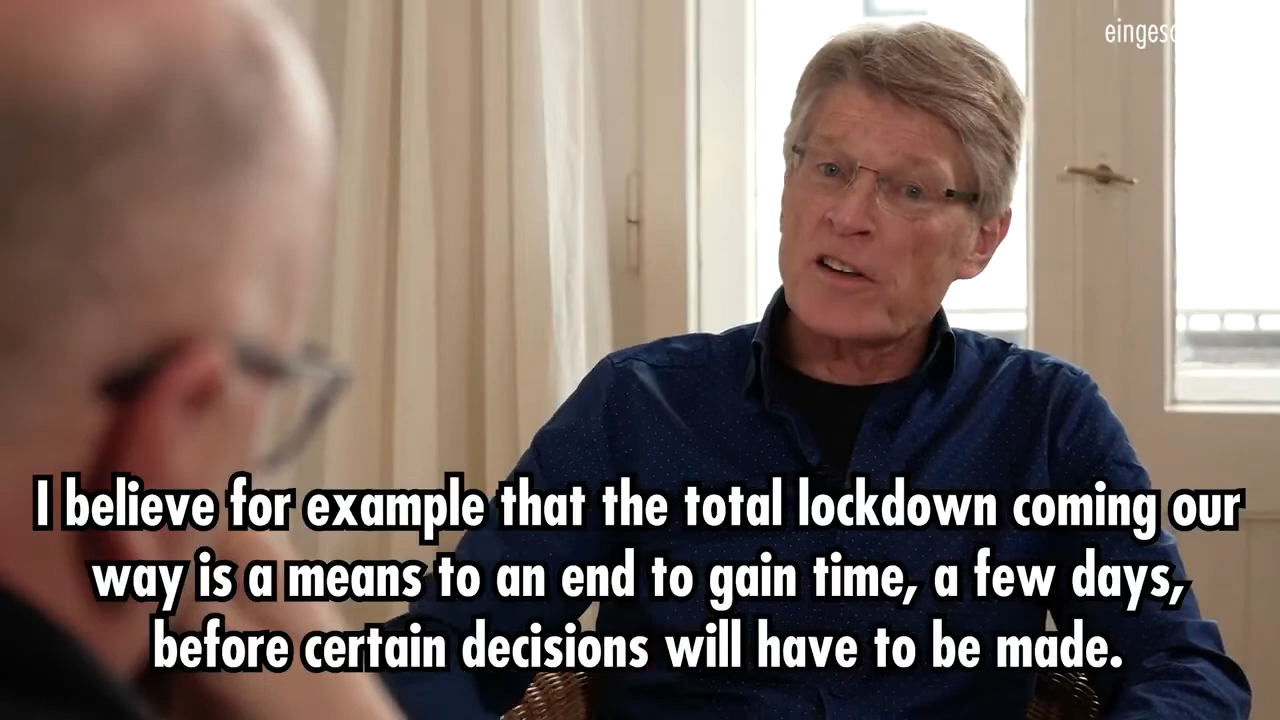 I believe for example that the total lockdown coming our
way is a means to an end to gain time, a few days,
before certain decisions will have to be made.